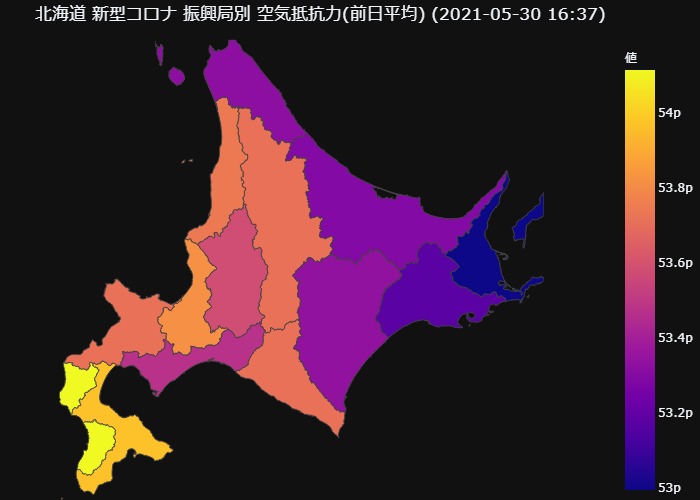 北海道 新型コロナ 振興局別 空気抵抗力(前日平均) (2021-05-30 16:37)
値
54p
53.8p
53.6p
53.4p
53.2p
53p